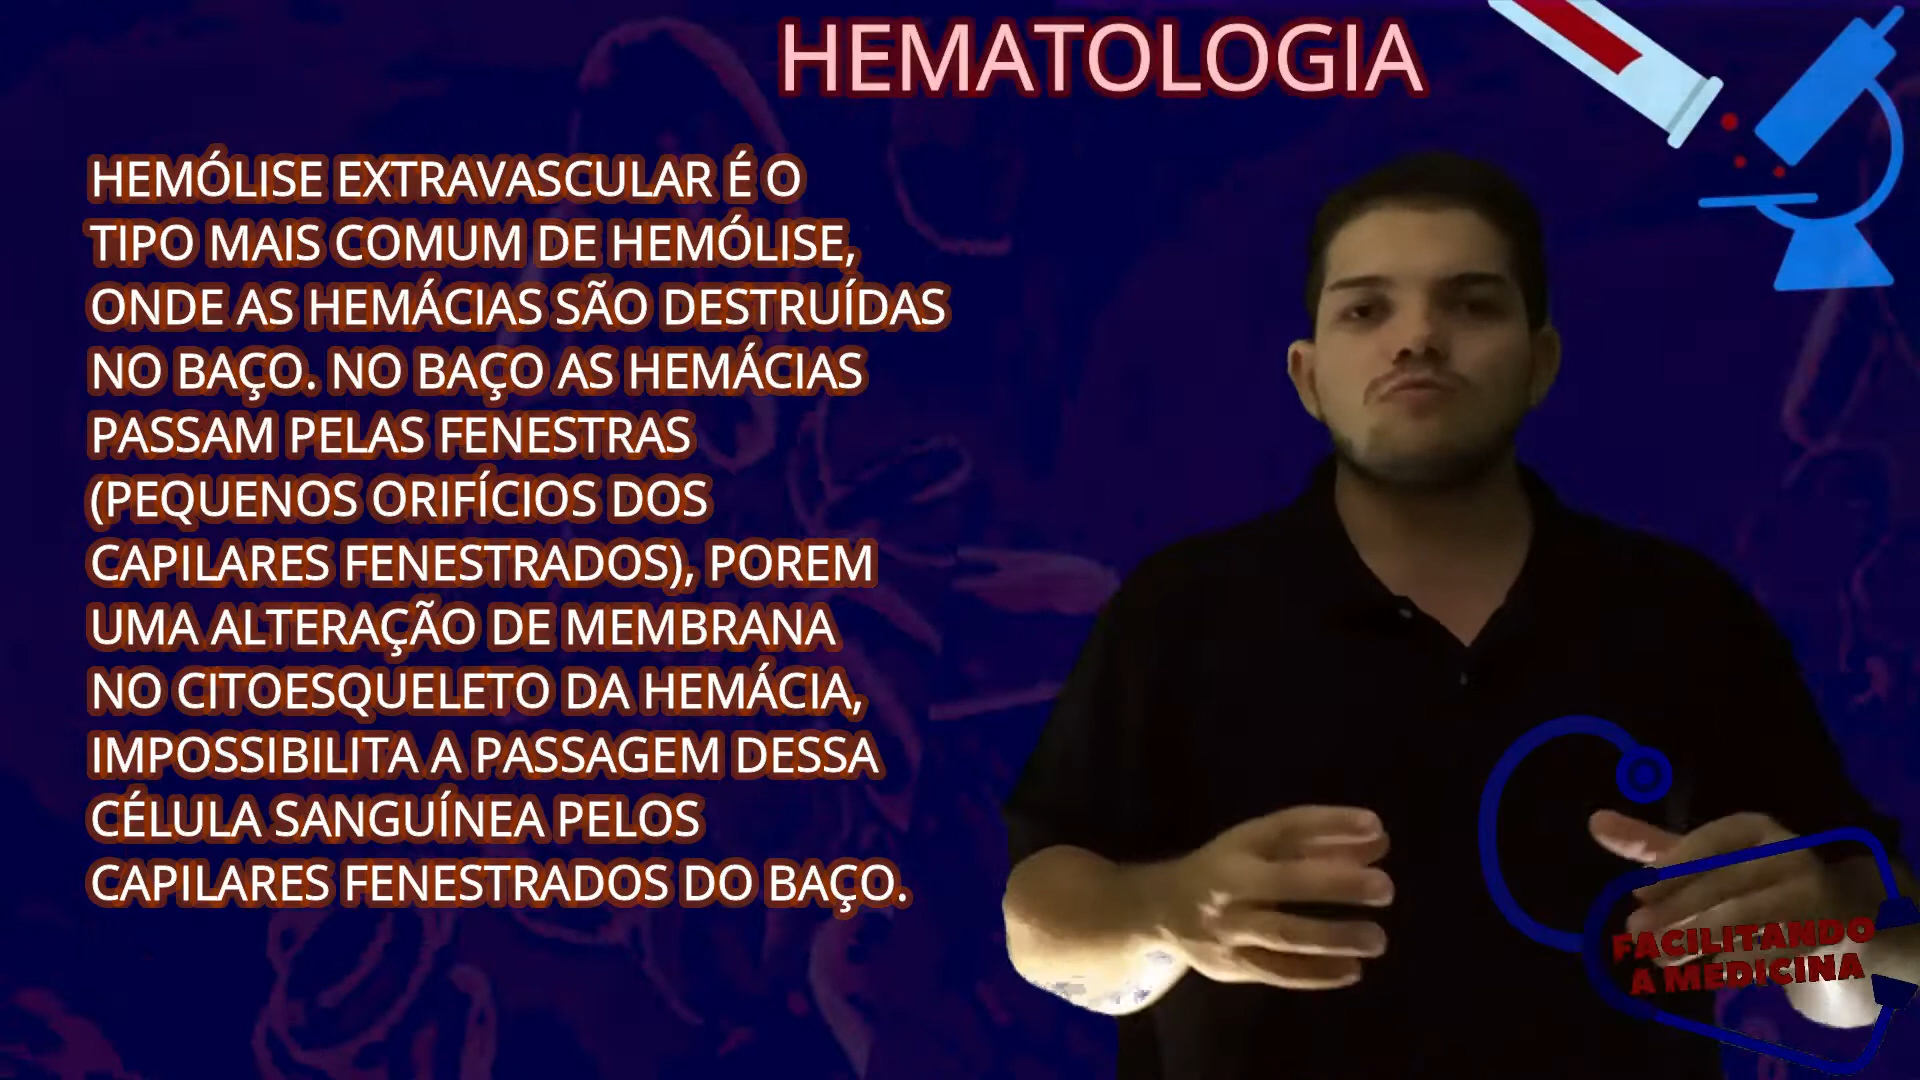 HEMATOLOGIA
HEMÓLISE EXTRAVASCULAR É O
TIPO MAIS COMUM DE HEMÓLISE,
ONDE AS HEMÁCIAS SÃO DESTRUÍDAS
NO BAÇO. NO BAÇO AS HEMÁCIAS
PASSAM PELAS FENESTRAS
(PEQUENOS ORIFÍCIOS DOS
CAPILARES FENESTRADOS), POREM
UMA ALTERAÇÃO DE MEMBRANA
NO CITOESQUELETO DA HEMÁCIA,
IMPOSSIBILITA A PASSAGEM DESSA
CÉLULA SANGUÍNEA PELOS
CAPILARES FENESTRADOS DO BAÇO.
FACILITANDO
A MEDICINA